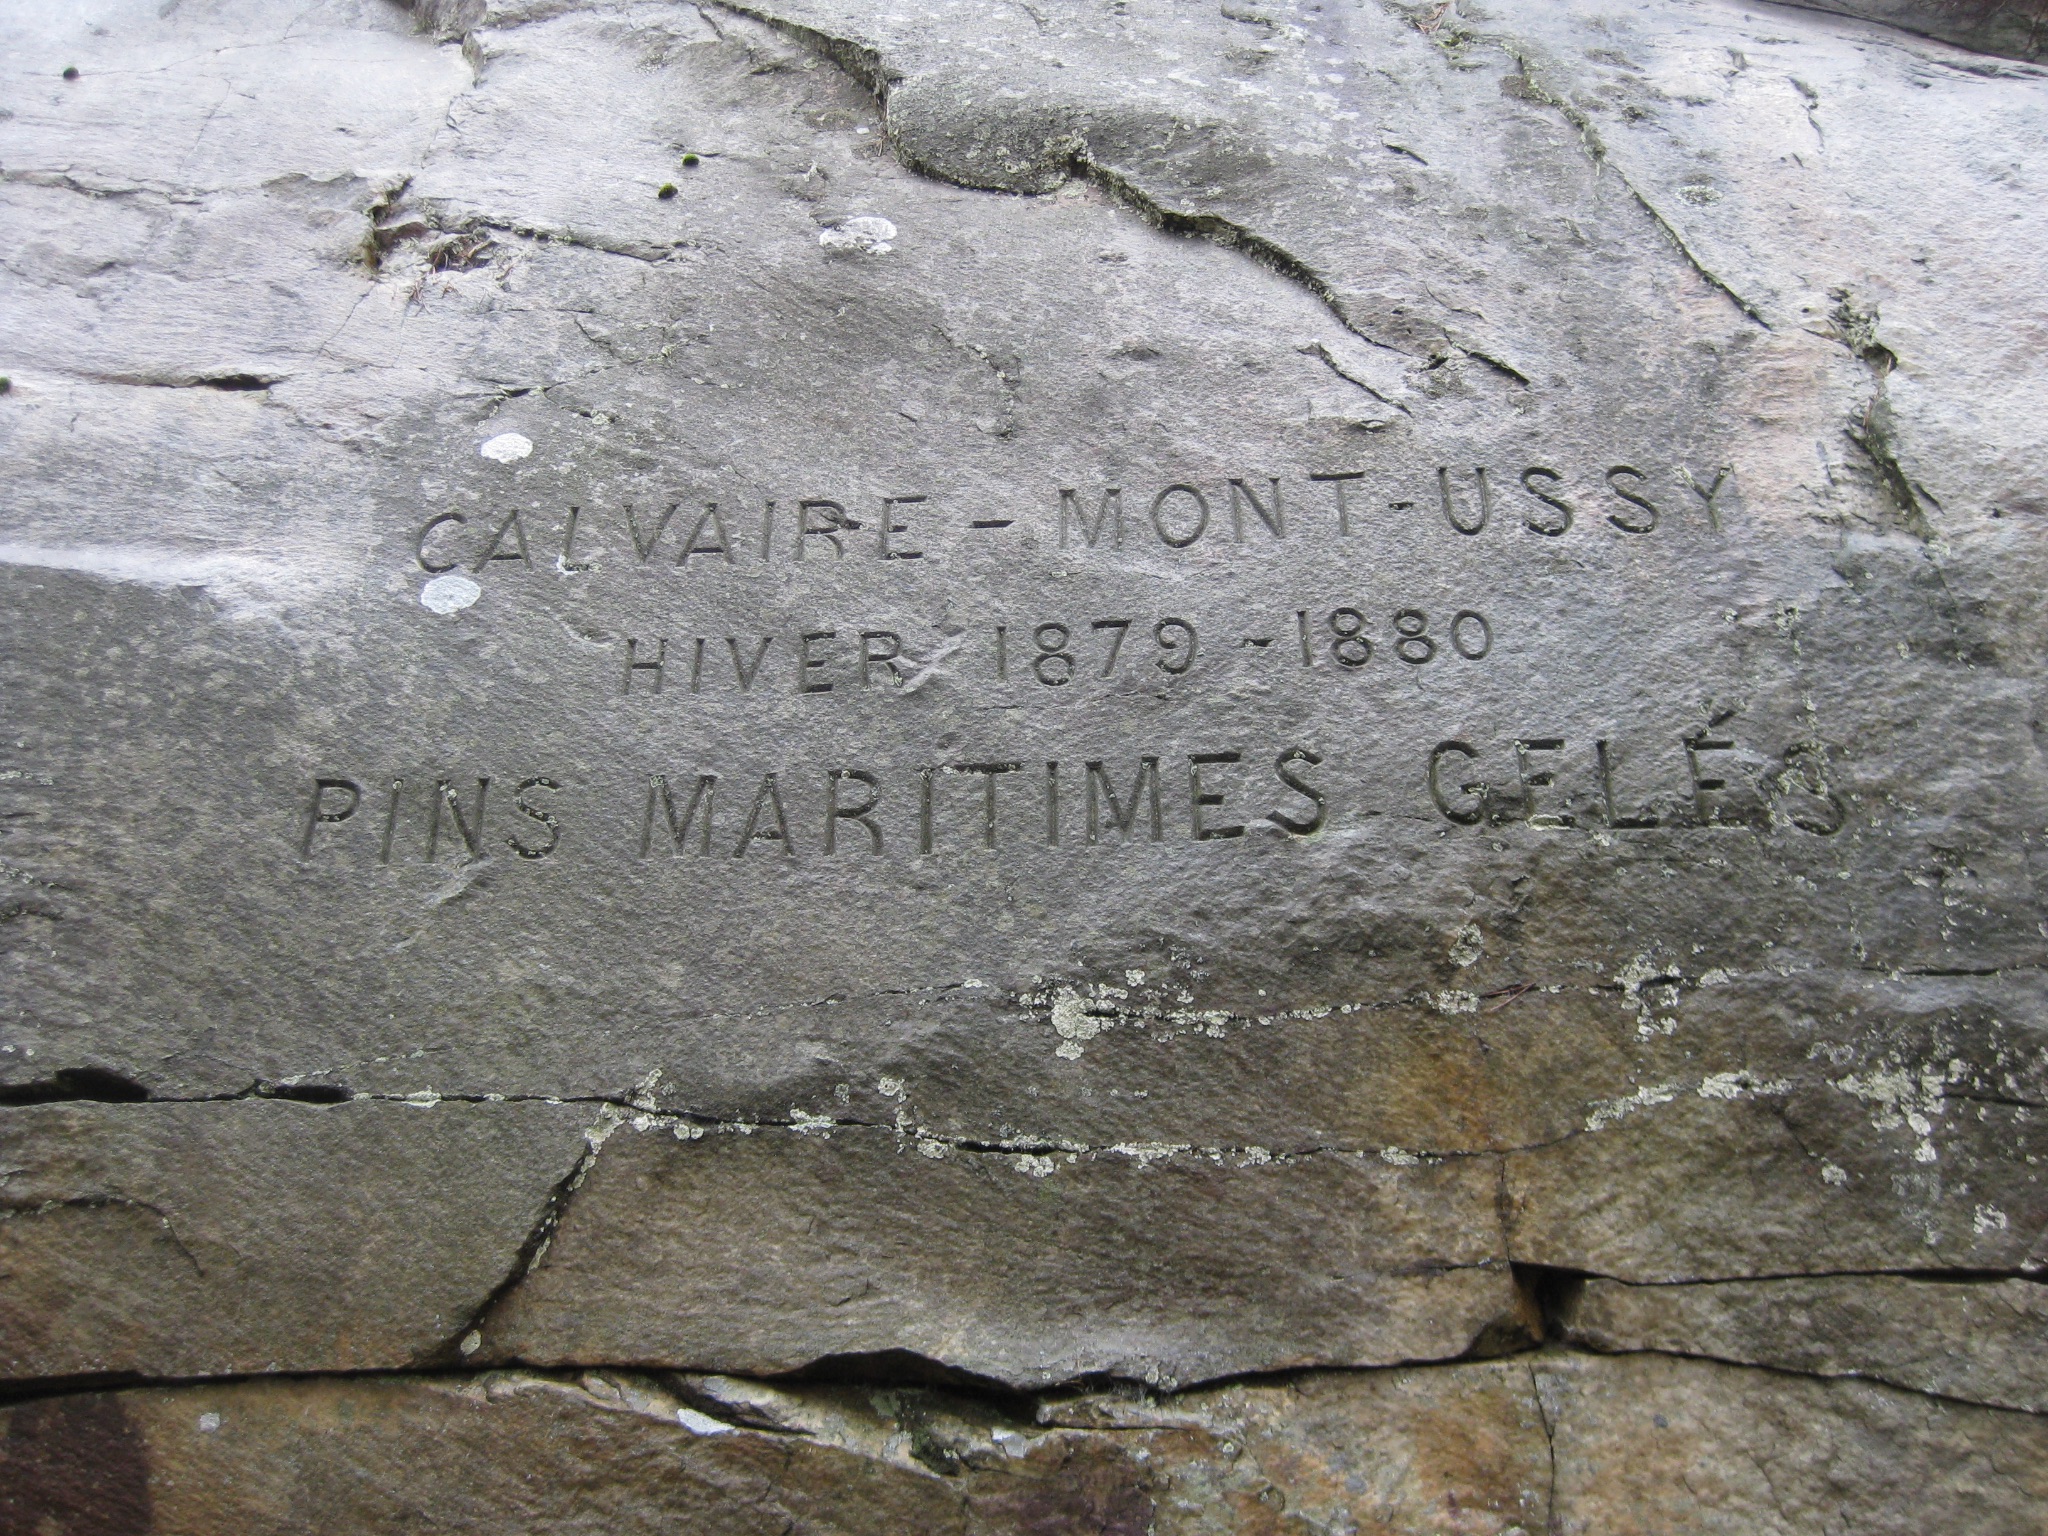 CALVAIRE - MONT-USSY
HIVER 1879-1880
PINS MARITIMES GELÉS